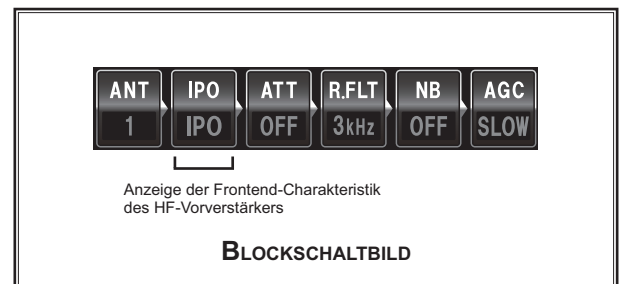 ANT IPO ATT R.FLT NB AGC
1 IPO OFF 3kHz OFF SLOW
Anzeige der Frontend-Charakteristik
des HF-Vorverstärkers
BLOCKSCHALTBILD